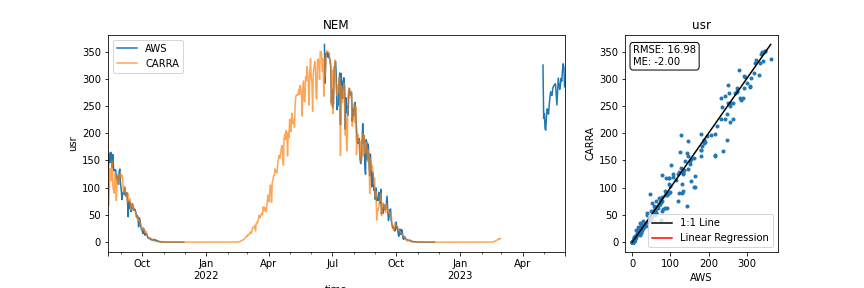 NEM
AWS
CARRA
usr
350
300
250
200
150
100
50
0
Oct
Jan
2022
Apr
Jul
Oct
Jan
2023
Apr
time
usr
RMSE: 16.98
ME: -2.00
CARRA
350
300
250
200
150
100
50
0
1:1 Line
Linear Regression
0
100
200
300
AWS